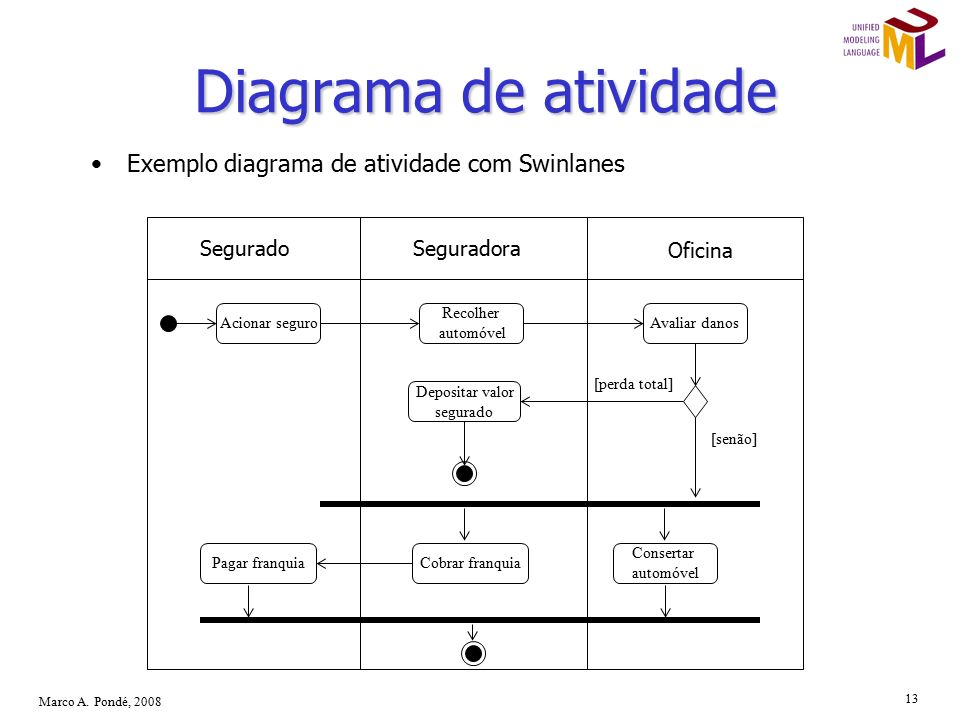 UNIFIED
MODELING
LANGUAGE
UML
Diagrama de atividade
• Exemplo diagrama de atividade com Swinlanes
Segurado
Seguradora
Oficina
Acionar seguro
Recolher
automóvel
Avaliar danos
[perda total]
Depositar valor
segurado
[senão]
Pagar franquia
Cobrar franquia
Consertar
automóvel
Marco A. Pondé, 2008
13